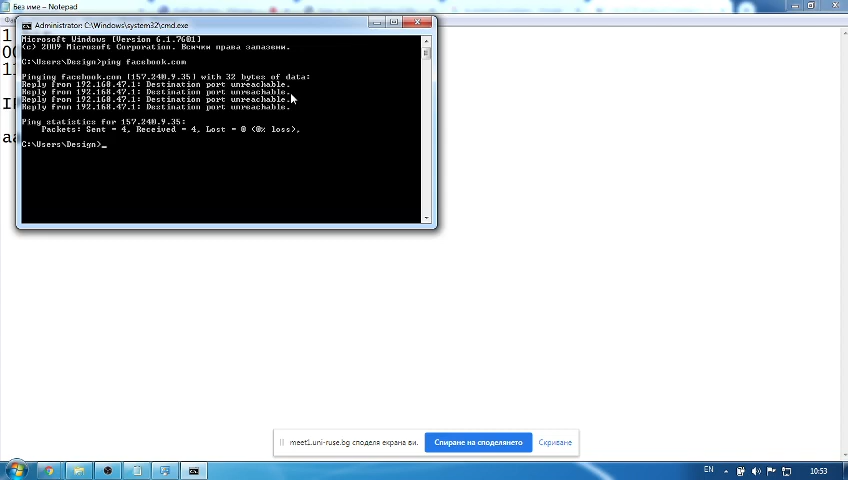 Без име – Notepad
Administrator: C:\Windows\system32\cmd.exe
Microsoft Windows [Version 6.1.7601]
(c) 2009 Microsoft Corporation. Всички права запазени.
C:\Users\Design>ping facebook.com
Pinging facebook.com [157.240.9.35] with 32 bytes of data:
Reply from 192.168.47.1: Destination port unreachable.
Reply from 192.168.47.1: Destination port unreachable.
Reply from 192.168.47.1: Destination port unreachable.
Reply from 192.168.47.1: Destination port unreachable.
Ping statistics for 157.240.9.35:
Packets: Sent = 4, Received = 4, Lost = 0 (0% loss),
C:\Users\Design>_
meet1.uni-ruse.bg споделя екрана ви.
Спиране на споделянето
Скриване
EN
10:53